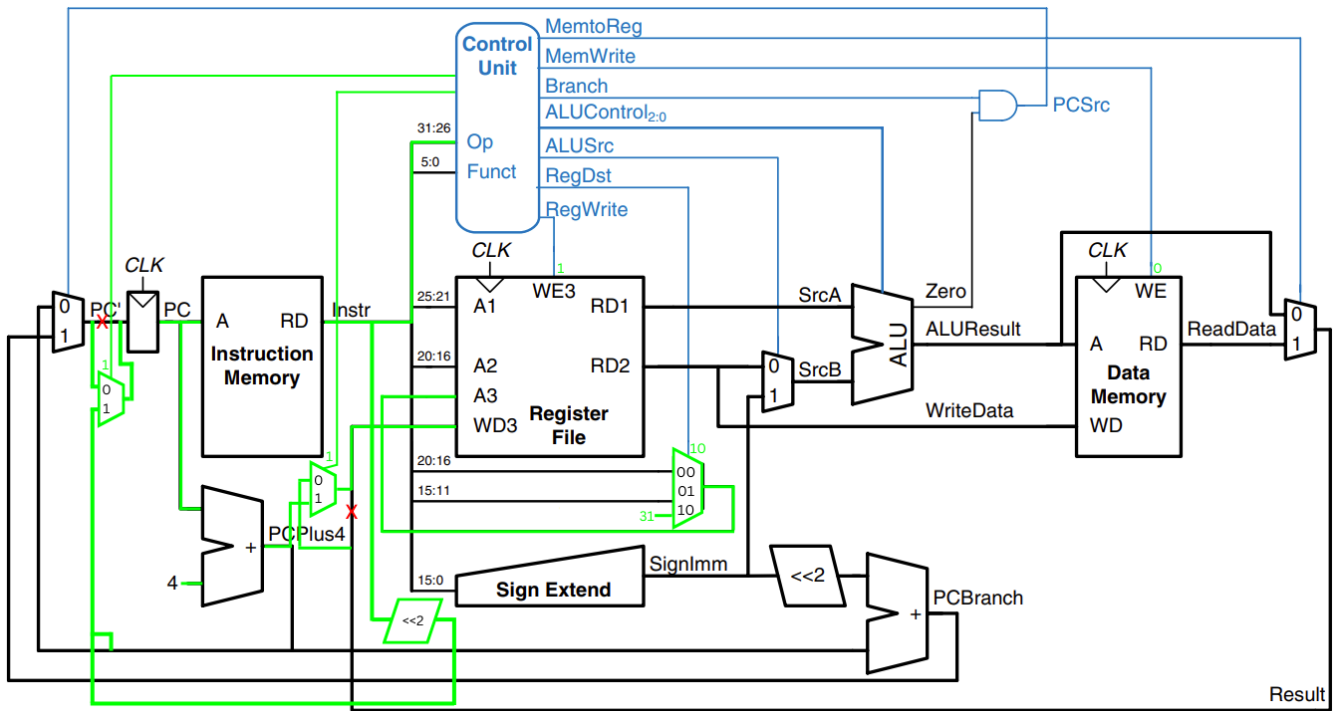 MemtoReg
Control
Unit
MemWrite
Branch
ALUControl2:0
PCSrc
31:26
Op
ALUSrc
5:0
Funct
RegDst
RegWrite
CLK
CLK
CLK
1
0
0
1
PC'
PC
A
RD
Instruction
Memory
Instr
25:21
A1
WE3
RD1
SrcA
Zero
WE
ALU
ALUResult
A
RD
ReadData
0
1
20:16
A2
RD2
0
1
SrcB
Data
Memory
1
0
1
A3
WD3
Register
File
WriteData
WD
1
0
1
20:16
15:11
10
00
01
10
31
PCPlus4
+
4
15:0
Sign Extend
SignImm
<<2
PCBranch
+
<<2
Result